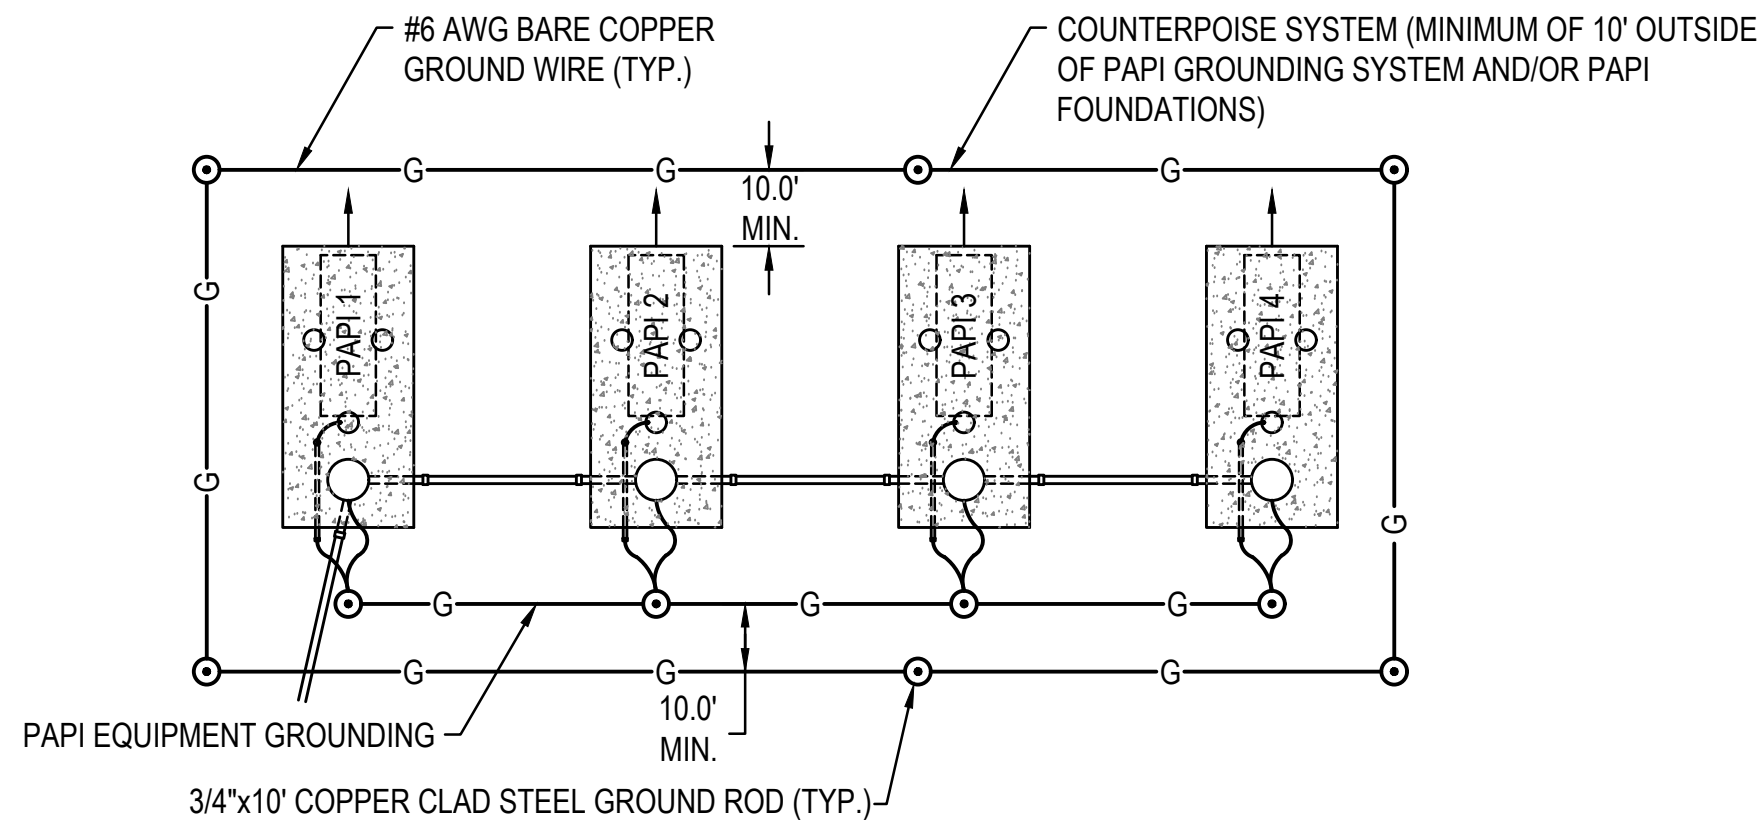 #6 AWG BARE COPPER
GROUND WIRE (TYP.)
COUNTERPOISE SYSTEM (MINIMUM OF 10' OUTSIDE
OF PAPI GROUNDING SYSTEM AND/OR PAPI
FOUNDATIONS)
G
G
G
10.0'
MIN.
G
G
G
PAPI 1
PAPI 2
PAPI 3
PAPI 4
G
G
G
G
G
G
10.0'
MIN.
PAPI EQUIPMENT GROUNDING
3/4"x10' COPPER CLAD STEEL GROUND ROD (TYP.)